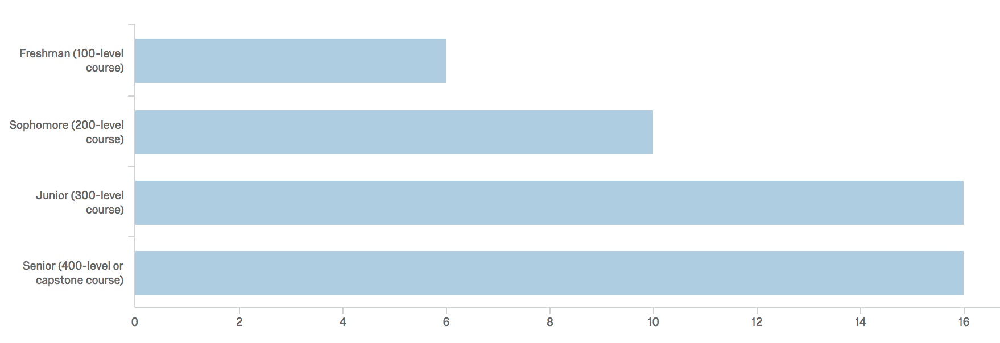 Freshman (100-level
course)
Sophomore (200-level
course)
Junior (300-level
course)
Senior (400-level or
capstone course)
0 2 4 6 8 10 12 14 16